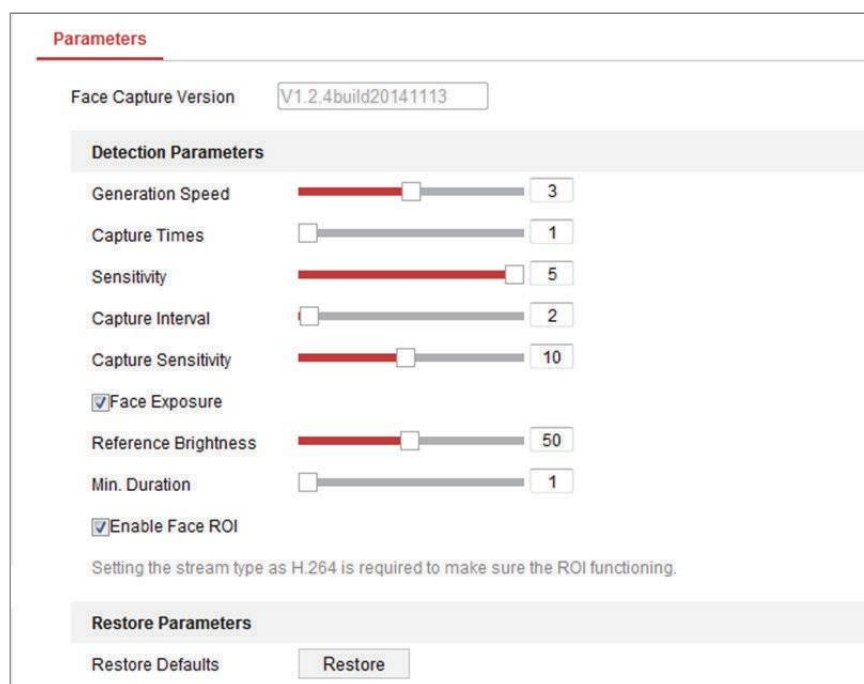 Parameters
Face Capture Version V1.2.4build20141113
Detection Parameters
Generation Speed 3
Capture Times 1
Sensitivity 5
Capture Interval 2
Capture Sensitivity 10
Face Exposure
Reference Brightness 50
Min. Duration 1
Enable Face ROI
Setting the stream type as H.264 is required to make sure the ROI functioning.
Restore Parameters
Restore Defaults Restore